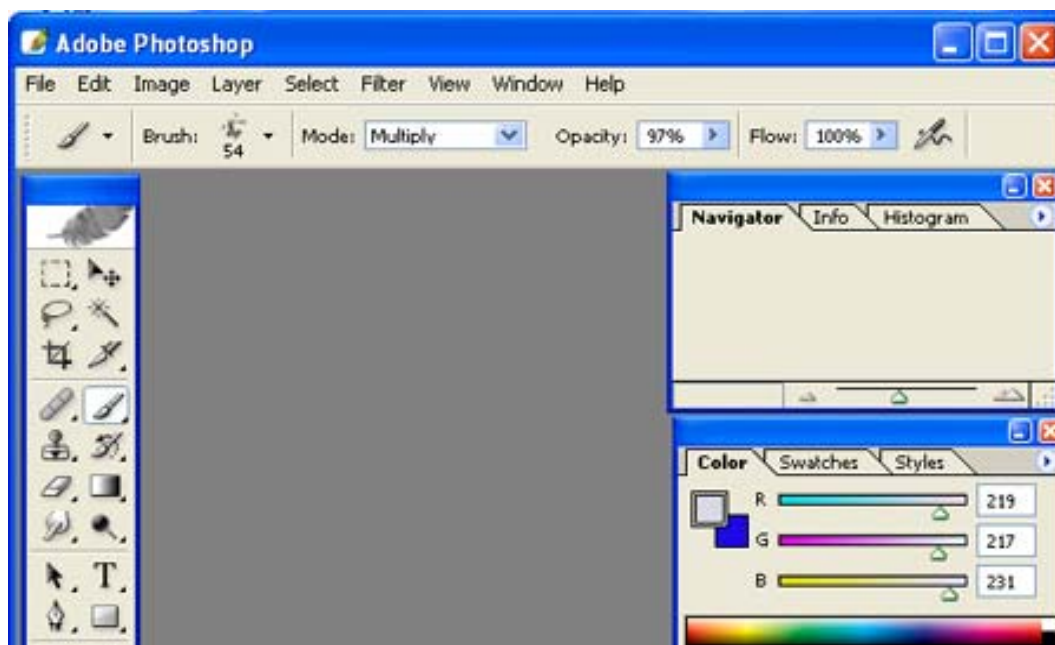 Adobe Photoshop
File Edit Image Layer Select Filter View Window Help
Brush: 54 Mode: Multiply Opacity: 97% Flow: 100%
Navigator Info Histogram
Color Swatches Styles
R 219
G 217
B 231
T